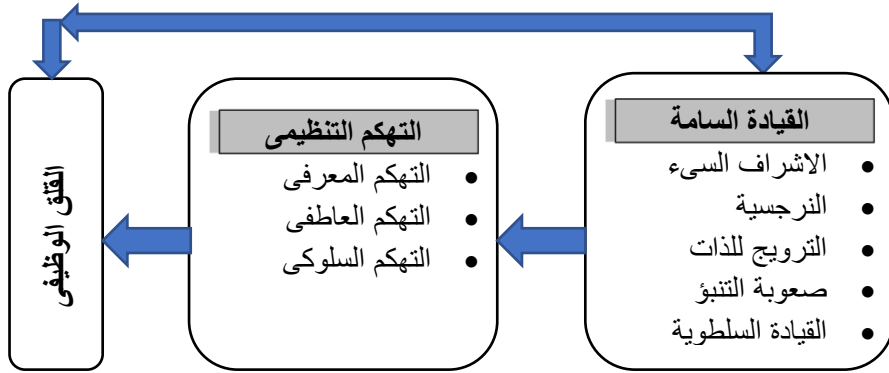 القيادة السامة
• الاشراف السىء
• النرجسية
• الترويج للذات
• صعوبة التنبؤ
• القيادة السلطوية
التهكم التنظيمى
• التهكم المعرفى
• التهكم العاطفى
• التهكم السلوكى
القلق الوظيفى